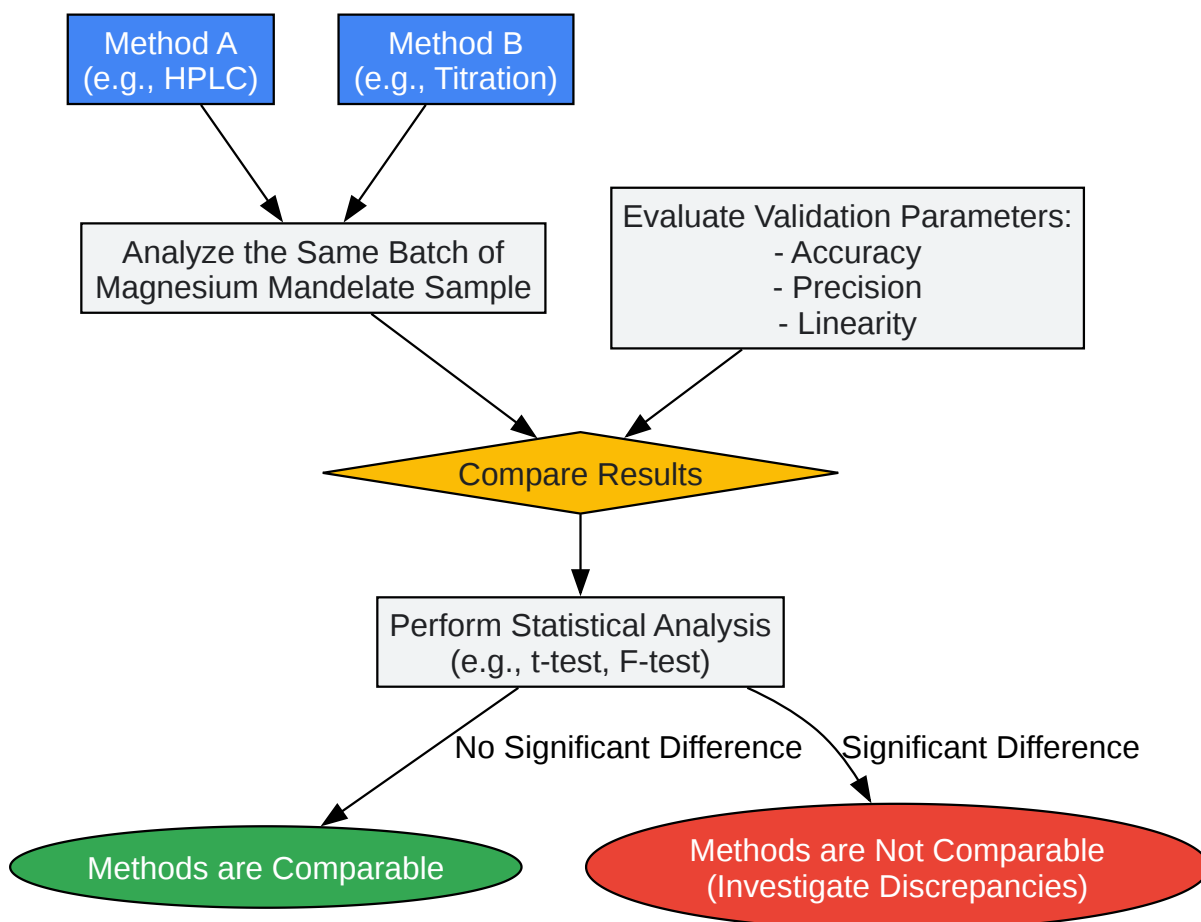 Method A
(e.g., HPLC)
Method B
(e.g., Titration)
Analyze the Same Batch of
Magnesium Mandelate Sample
Evaluate Validation Parameters:
- Accuracy
- Precision
- Linearity
Compare Results
Perform Statistical Analysis
(e.g., t-test, F-test)
No Significant Difference
Significant Difference
Methods are Comparable
Methods are Not Comparable
(Investigate Discrepancies)